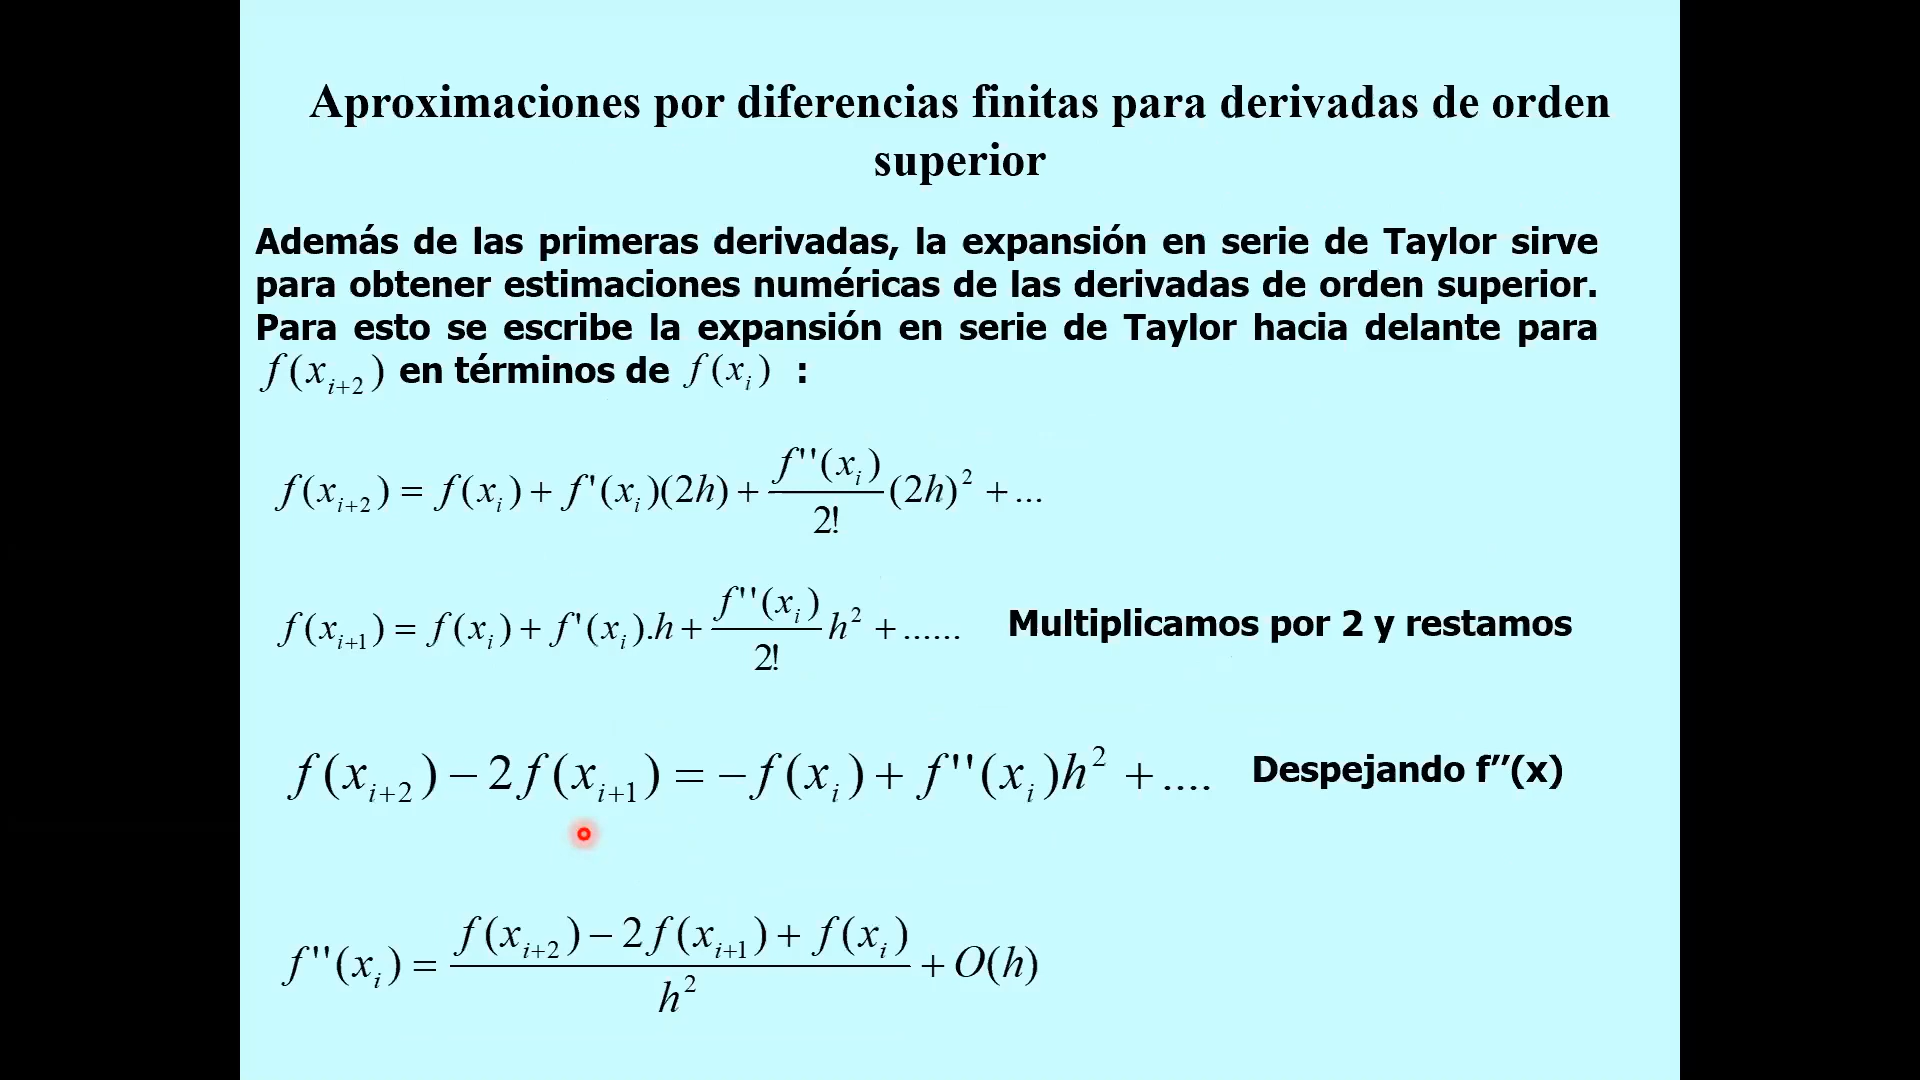 Aproximaciones por diferencias finitas para derivadas de orden
superior
Además de las primeras derivadas, la expansión en serie de Taylor sirve
para obtener estimaciones numéricas de las derivadas de orden superior.
Para esto se escribe la expansión en serie de Taylor hacia delante para
f(x_{i+2}) en términos de f(x_i) :
f(x_{i+2}) = f(x_i) + f'(x_i)(2h) + \frac{f''(x_i)}{2!}(2h)^2 + ...
f(x_{i+1}) = f(x_i) + f'(x_i).h + \frac{f''(x_i)}{2!}h^2 + ...... Multiplicamos por 2 y restamos
f(x_{i+2}) − 2f(x_{i+1}) = −f(x_i) + f''(x_i)h^2 + .... Despejando f’’(x)
f''(x_i) = \frac{f(x_{i+2}) − 2f(x_{i+1}) + f(x_i)}{h^2} + O(h)